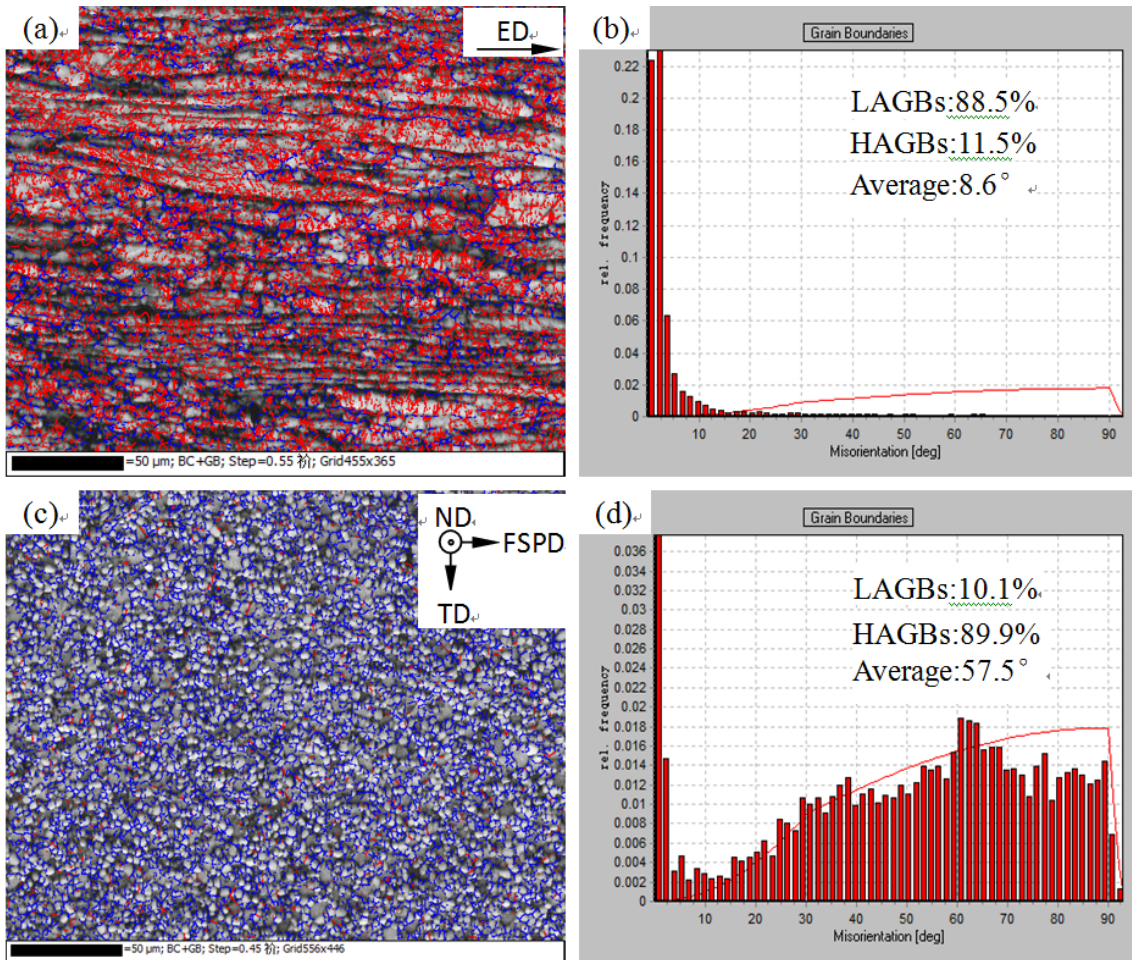 (a)
ED
=50 µm; BC+GB; Step=0.55 祄; Grid455x365
(b)
Grain Boundaries
rel. frequency
0.22
0.2
0.18
0.16
0.14
0.12
0.1
0.08
0.06
0.04
0.02
0
LAGBs:88.5%
HAGBs:11.5%
Average:8.6°
10 20 30 40 50 60 70 80 90
Misorientation [deg]
(c)
ND
FSPD
TD
=50 µm; BC+GB; Step=0.45 祄; Grid556x446
(d)
Grain Boundaries
rel. frequency
0.036
0.034
0.032
0.03
0.028
0.026
0.024
0.022
0.02
0.018
0.016
0.014
0.012
0.01
0.008
0.006
0.004
0.002
0
LAGBs:10.1%
HAGBs:89.9%
Average:57.5°
10 20 30 40 50 60 70 80 90
Misorientation [deg]